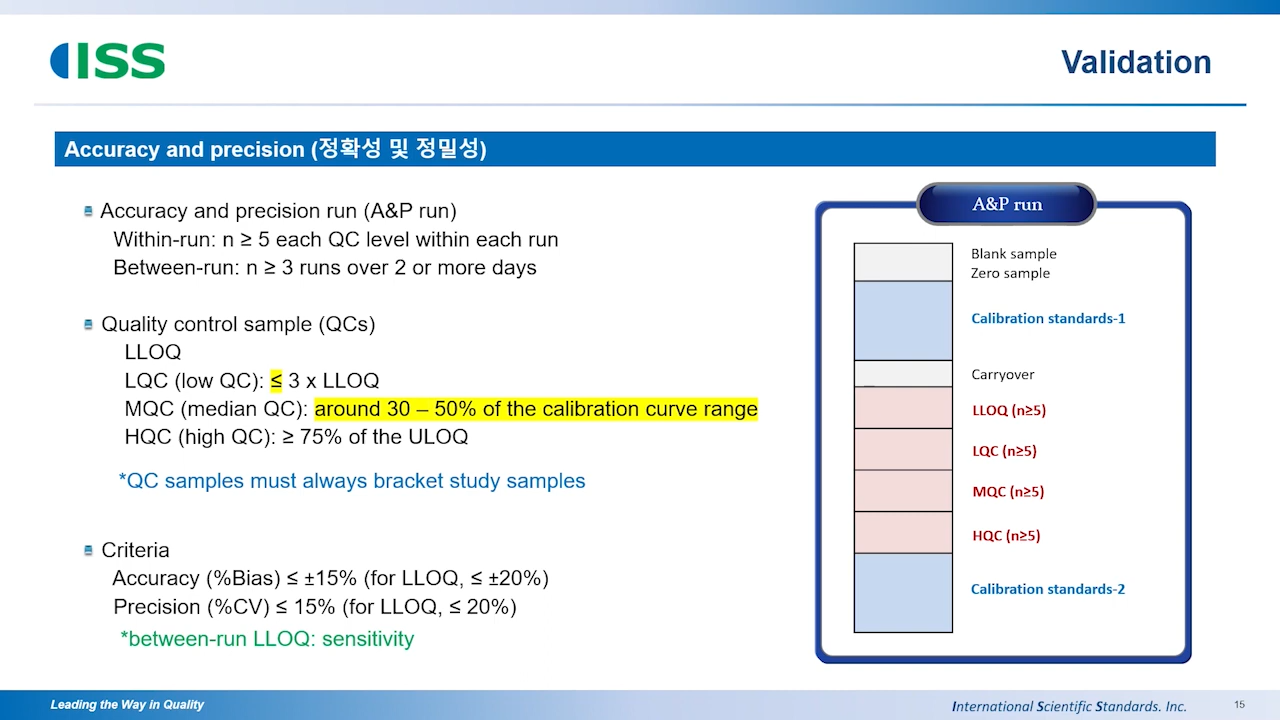 ISS
Validation
Accuracy and precision (정확성 및 정밀성)
Accuracy and precision run (A&P run)
Within-run: n ≥ 5 each QC level within each run
Between-run: n ≥ 3 runs over 2 or more days
Quality control sample (QCs)
LLOQ
LQC (low QC): ≤ 3 x LLOQ
MQC (median QC): around 30 – 50% of the calibration curve range
HQC (high QC): ≥ 75% of the ULOQ
*QC samples must always bracket study samples
Criteria
Accuracy (%Bias) ≤ ±15% (for LLOQ, ≤ ±20%)
Precision (%CV) ≤ 15% (for LLOQ, ≤ 20%)
*between-run LLOQ: sensitivity
A&P run
Blank sample
Zero sample
Calibration standards-1
Carryover
LLOQ (n≥5)
LQC (n≥5)
MQC (n≥5)
HQC (n≥5)
Calibration standards-2
Leading the Way in Quality
International Scientific Standards. Inc.
15